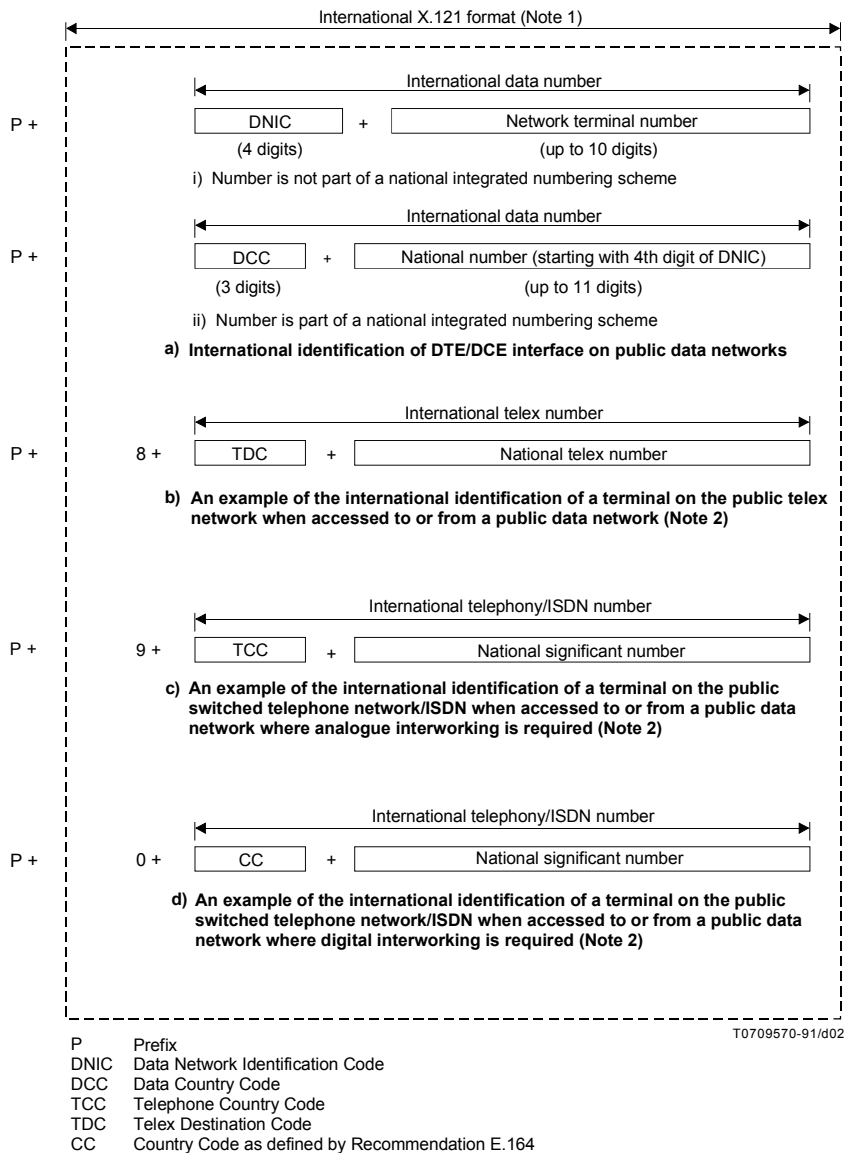 International X.121 format (Note 1)
International data number
P + DNIC + Network terminal number
(4 digits) (up to 10 digits)
i) Number is not part of a national integrated numbering scheme
International data number
P + DCC + National number (starting with 4th digit of DNIC)
(3 digits) (up to 11 digits)
ii) Number is part of a national integrated numbering scheme
a) International identification of DTE/DCE interface on public data networks
International telex number
P + 8 + TDC + National telex number
b) An example of the international identification of a terminal on the public telex
network when accessed to or from a public data network (Note 2)
International telephony/ISDN number
P + 9 + TCC + National significant number
c) An example of the international identification of a terminal on the public
switched telephone network/ISDN when accessed to or from a public data
network where analogue interworking is required (Note 2)
International telephony/ISDN number
P + 0 + CC + National significant number
d) An example of the international identification of a terminal on the public
switched telephone network/ISDN when accessed to or from a public data
network where digital interworking is required (Note 2)
T0709570-91/d02
P Prefix
DNIC Data Network Identification Code
DCC Data Country Code
TCC Telephone Country Code
TDC Telex Destination Code
CC Country Code as defined by Recommendation E.164